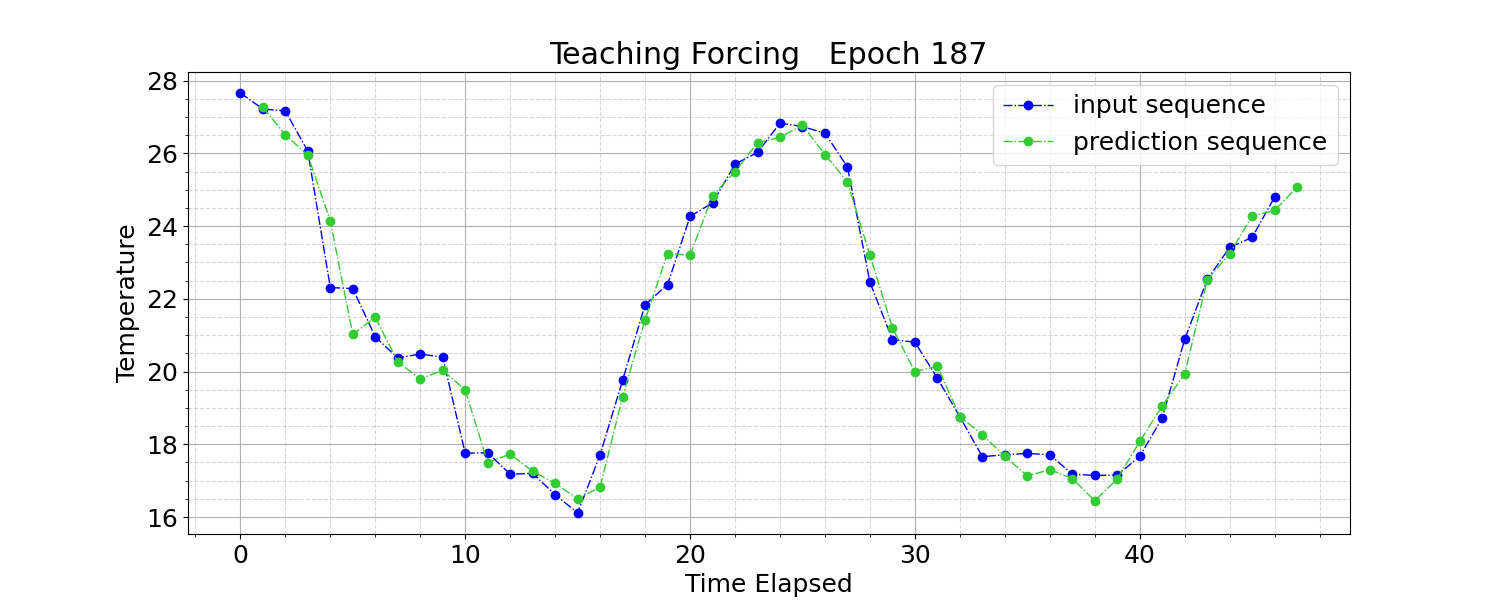 Teaching Forcing   Epoch 187
28
26
24
22
20
18
16
Temperature
input sequence
prediction sequence
0 10 20 30 40
Time Elapsed